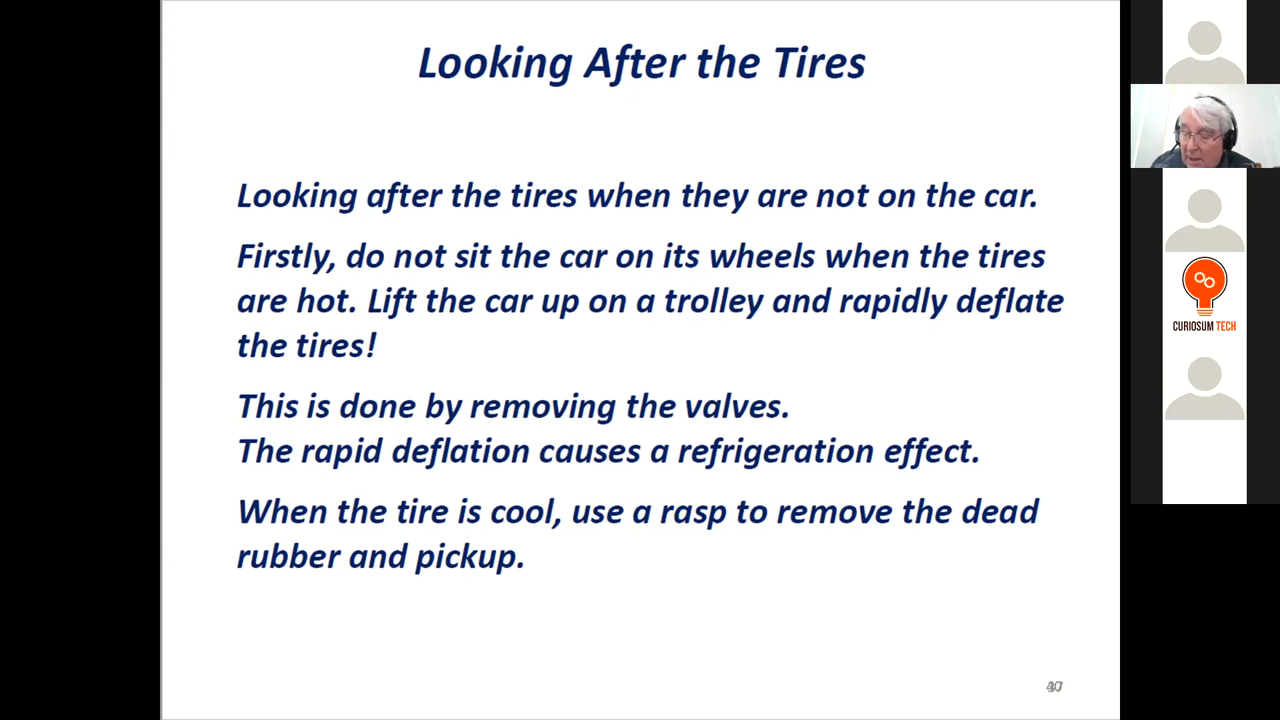 Looking After the Tires
Looking after the tires when they are not on the car.
Firstly, do not sit the car on its wheels when the tires
are hot. Lift the car up on a trolley and rapidly deflate
the tires!
This is done by removing the valves.
The rapid deflation causes a refrigeration effect.
When the tire is cool, use a rasp to remove the dead
rubber and pickup.
CURIOSUM TECH